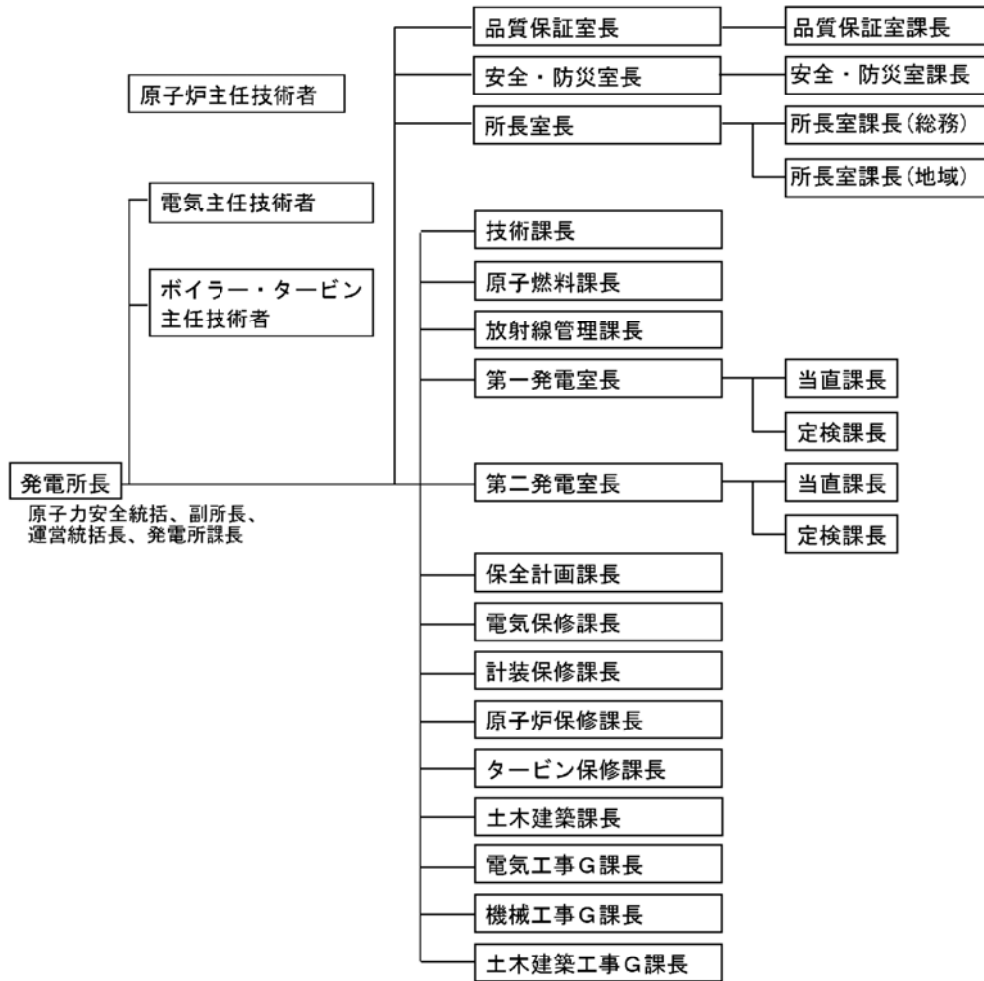 品質保証室長
品質保証室課長
安全・防災室長
安全・防災室課長
原子炉主任技術者
所長室長
所長室課長(総務)
所長室課長(地域)
電気主任技術者
技術課長
ボイラー・タービン
主任技術者
原子燃料課長
放射線管理課長
第一発電室長
当直課長
定検課長
発電所長
原子力安全統括、副所長、
運営統括長、発電所課長
第二発電室長
当直課長
定検課長
保全計画課長
電気保修課長
計装保修課長
原子炉保修課長
タービン保修課長
土木建築課長
電気工事G課長
機械工事G課長
土木建築工事G課長